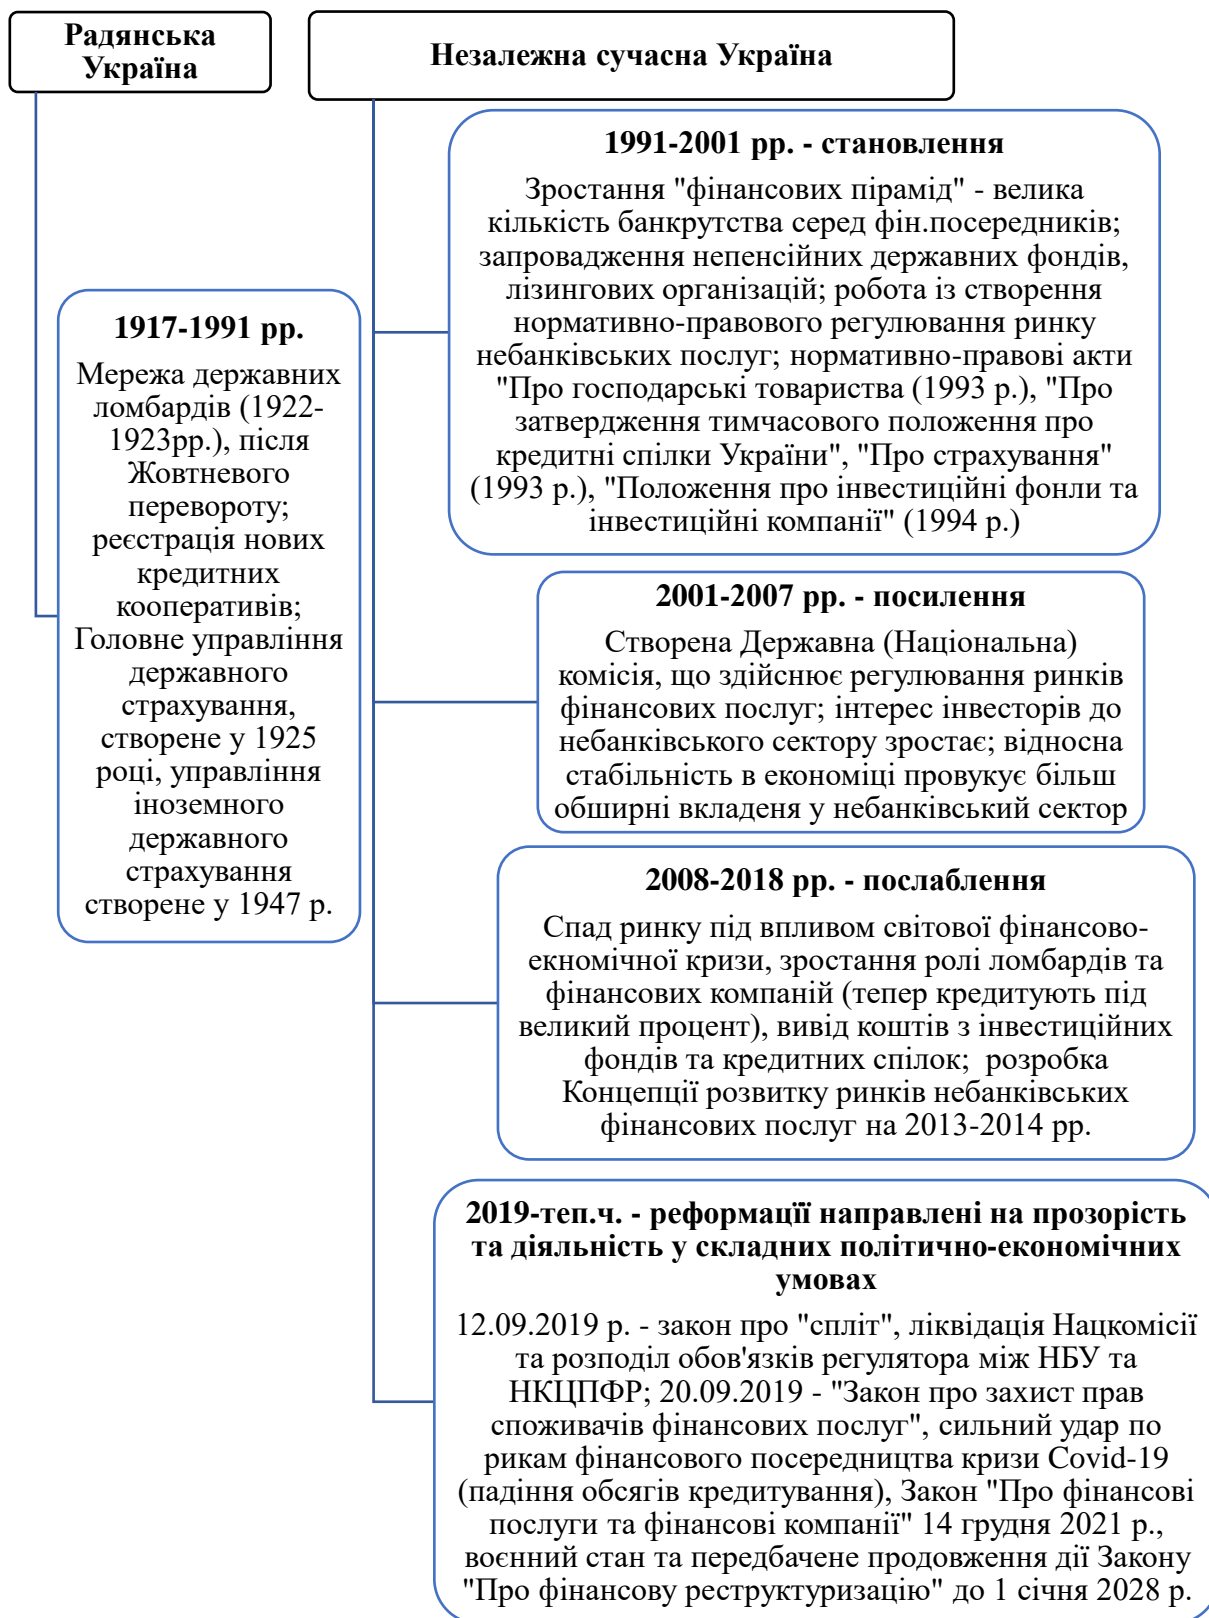 Радянська
Україна
Незалежна сучасна Україна
1917-1991 рр.
Мережа державних
ломбардів (1922-
1923рр.), після
Жовтневого
перевороту;
реєстрація нових
кредитних
кооперативів;
Головне управління
державного
страхування,
створене у 1925
році, управління
іноземного
державного
страхування
створене у 1947 р.
1991-2001 рр. - становлення
Зростання "фінансових пірамід" - велика
кількість банкрутства серед фін.посередників;
запровадження непенсійних державних фондів,
лізингових організацій; робота із створення
нормативно-правового регулювання ринку
небанківських послуг; нормативно-правові акти
"Про господарські товариства (1993 р.), "Про
затвердження тимчасового положення про
кредитні спілки України", "Про страхування"
(1993 р.), "Положення про інвестиційні фонли та
інвестиційні компанії" (1994 р.)
2001-2007 рр. - посилення
Створена Державна (Національна)
комісія, що здійснює регулювання ринків
фінансових послуг; інтерес інвесторів до
небанківського сектору зростає; відносна
стабільність в економіці провукує більш
обширні вкладеня у небанківський сектор
2008-2018 рр. - послаблення
Спад ринку під впливом світової фінансово-
екномічної кризи, зростання ролі ломбардів та
фінансових компаній (тепер кредитують під
великий процент), вивід коштів з інвестиційних
фондів та кредитних спілок; розробка
Концепції розвитку ринків небанківських
фінансових послуг на 2013-2014 рр.
2019-теп.ч. - реформації направлені на прозорість
та діяльність у складних політично-економічних
умовах
12.09.2019 р. - закон про "спліт", ліквідація Нацкомісії
та розподіл обов'язків регулятора між НБУ та
НКЦПФР; 20.09.2019 - "Закон про захист прав
споживачів фінансових послуг", сильний удар по
рикам фінансового посередництва кризи Covid-19
(падіння обсягів кредитування), Закон "Про фінансові
послуги та фінансові компанії" 14 грудня 2021 р.,
воєнний стан та передбачене продовження дії Закону
"Про фінансову реструктуризацію" до 1 січня 2028 р.